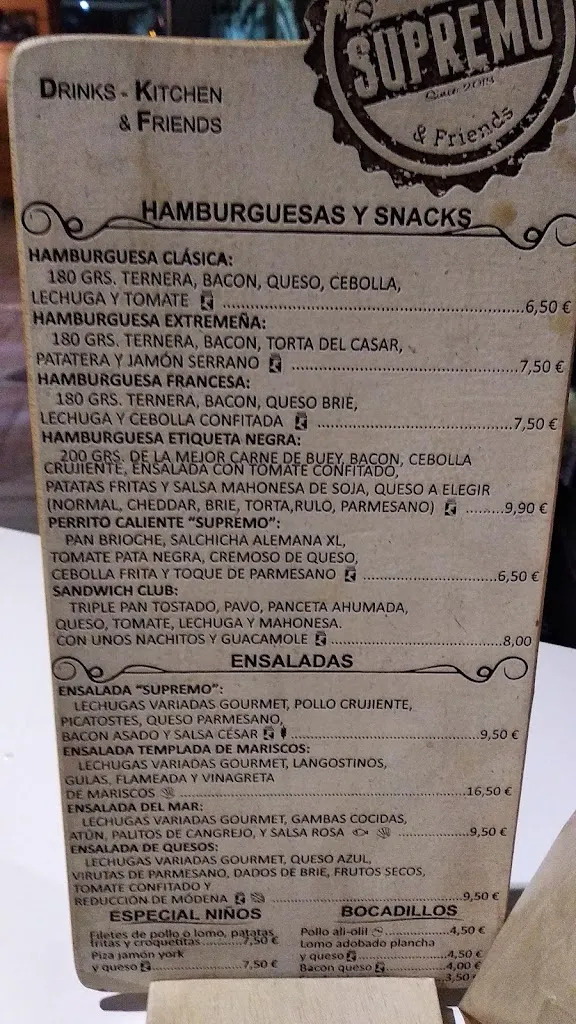 DRINKS - KITCHEN
& FRIENDS
SUPREMO
Since 2013
& Friends
HAMBURGUESAS Y SNACKS
HAMBURGUESA CLÁSICA:
180 GRS. TERNERA, BACON, QUESO, CEBOLLA,
LECHUGA Y TOMATE ..........6,50 €
HAMBURGUESA EXTREMEÑA:
180 GRS. TERNERA, BACON, TORTA DEL CASAR,
PATATERA Y JAMÓN SERRANO ..........7,50 €
HAMBURGUESA FRANCESA:
180 GRS. TERNERA, BACON, QUESO BRIE,
LECHUGA Y CEBOLLA CONFITADA ..........7,50 €
HAMBURGUESA ETIQUETA NEGRA:
200 GRS. DE LA MEJOR CARNE DE BUEY, BACON, CEBOLLA
CRUJIENTE, ENSALADA CON TOMATE CONFITADO,
PATATAS FRITAS Y SALSA MAHONESA DE SOJA, QUESO A ELEGIR
(NORMAL, CHEDDAR, BRIE, TORTA,RULO, PARMESANO) .........9,90 €
PERRITO CALIENTE “SUPREMO”:
PAN BRIOCHE, SALCHICHA ALEMANA XL,
TOMATE PATA NEGRA, CREMOSO DE QUESO,
CEBOLLA FRITA Y TOQUE DE PARMESANO ..........6,50 €
SANDWICH CLUB:
TRIPLE PAN TOSTADO, PAVO, PANCETA AHUMADA,
QUESO, TOMATE, LECHUGA Y MAHONESA.
CON UNOS NACHITOS Y GUACAMOLE ..........8,00
ENSALADAS
ENSALADA “SUPREMO”:
LECHUGAS VARIADAS GOURMET, POLLO CRUJIENTE,
PICATOSTES, QUESO PARMESANO,
BACON ASADO Y SALSA CÉSAR ..........9,50 €
ENSALADA TEMPLADA DE MARISCOS:
LECHUGAS VARIADAS GOURMET, LANGOSTINOS,
GULAS, FLAMEADA Y VINAGRETA
DE MARISCOS ..........16,50 €
ENSALADA DEL MAR:
LECHUGAS VARIADAS GOURMET, GAMBAS COCIDAS,
ATÚN, PALITOS DE CANGREJO, Y SALSA ROSA ..........9,50 €
ENSALADA DE QUESOS:
LECHUGAS VARIADAS GOURMET, QUESO AZUL,
VIRUTAS DE PARMESANO, DADOS DE BRIE, FRUTOS SECOS,
TOMATE CONFITADO Y
REDUCCIÓN DE MÓDENA ..........9,50 €
ESPECIAL NIÑOS
Filetes de pollo o lomo, patatas
fritas y croquetitas ..........7,50 €
Piza jamón york
y queso ..........7,50 €
BOCADILLOS
Pollo ali-oli! ..........4,50 €
Lomo adobado plancha
y queso ..........4,50 €
Bacon queso ..........4,00 €
3,50 €